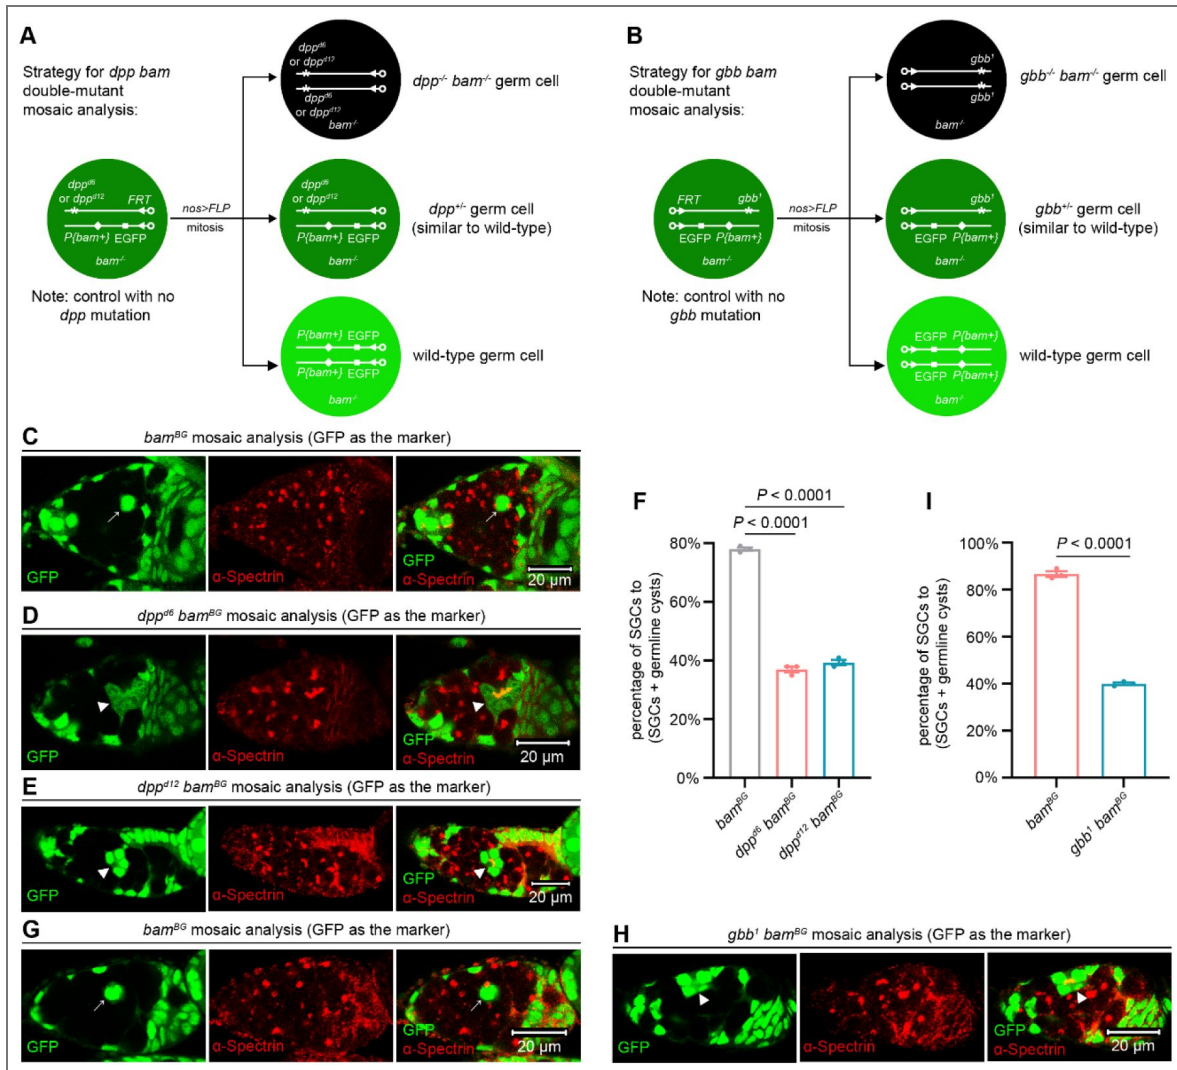 A
Strategy for dpp bam
double-mutant
mosaic analysis:
dpp^d6
or dpp^d12
FRT
P{bam+}
EGFP
bam^-/-
Note: control with no
dpp mutation
nos>FLP
mitosis
dpp^d6
or dpp^d12
dpp^d6
or dpp^d12
bam^-/-
dpp^-/- bam^-/- germ cell
dpp^d6
or dpp^d12
P{bam+} EGFP
bam^-/-
dpp^+/- germ cell
(similar to wild-type)
P{bam+} EGFP
P{bam+} EGFP
bam^-/-
wild-type germ cell
B
Strategy for gbb bam
double-mutant
mosaic analysis:
FRT
gbb^1
EGFP P{bam+}
bam^-/-
Note: control with no
gbb mutation
nos>FLP
mitosis
gbb^1
gbb^1
bam^-/-
gbb^-/- bam^-/- germ cell
gbb^1
EGFP P{bam+}
bam^-/-
gbb^+/- germ cell
(similar to wild-type)
EGFP P{bam+}
EGFP P{bam+}
bam^-/-
wild-type germ cell
C
bam^BG mosaic analysis (GFP as the marker)
GFP
α-Spectrin
GFP
α-Spectrin
20 µm
D
dpp^d6 bam^BG mosaic analysis (GFP as the marker)
GFP
α-Spectrin
GFP
α-Spectrin
20 µm
E
dpp^d12 bam^BG mosaic analysis (GFP as the marker)
GFP
α-Spectrin
GFP
α-Spectrin
20 µm
F
P < 0.0001
P < 0.0001
percentage of SGCs to
(SGCs + germline cysts)
80%
60%
40%
20%
0%
bam^BG
dpp^d6 bam^BG
dpp^d12 bam^BG
I
P < 0.0001
percentage of SGCs to
(SGCs + germline cysts)
100%
80%
60%
40%
20%
0%
bam^BG
gbb^1 bam^BG
G
bam^BG mosaic analysis (GFP as the marker)
GFP
α-Spectrin
GFP
α-Spectrin
20 µm
H
gbb^1 bam^BG mosaic analysis (GFP as the marker)
GFP
α-Spectrin
GFP
α-Spectrin
20 µm